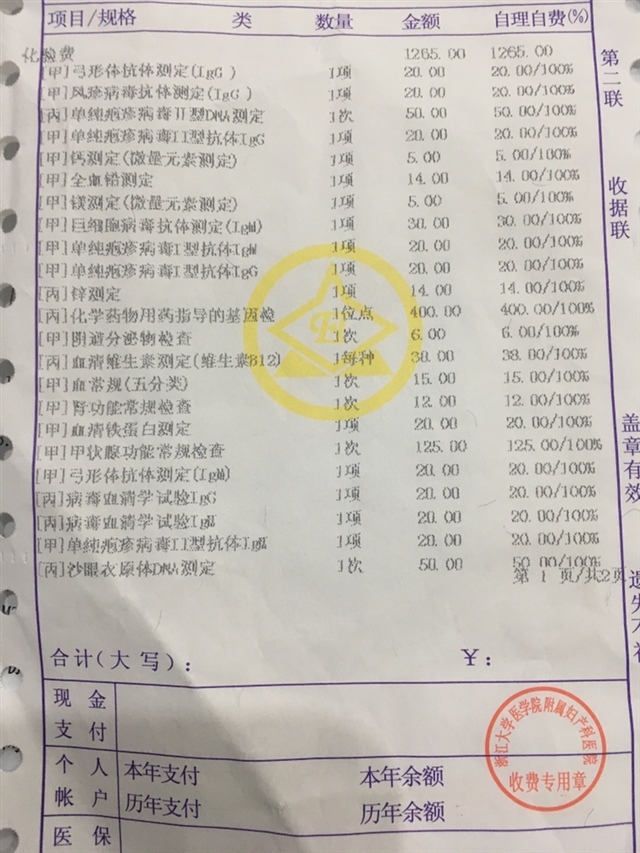 项目/规格 类 数量 金额 自理自费(%)
化验费 1265.00 1265.00
[甲]弓形体抗体测定(IgG) 1项 20.00 20.00/100%
[甲]风疹病毒抗体测定(IgG) 1项 20.00 20.00/100%
[丙]单纯疱疹病毒II型DNA测定 1次 50.00 50.00/100%
[甲]单纯疱疹病毒II型抗体IgG 1项 20.00 20.00/100%
[甲]钙测定(微量元素测定) 1项 5.00 5.00/100%
[甲]全血铅测定 1项 14.00 14.00/100%
[甲]镁测定(微量元素测定) 1项 5.00 5.00/100%
[甲]巨细胞病毒抗体测定(IgM) 1项 30.00 30.00/100%
[甲]单纯疱疹病毒I型抗体IgM 1项 20.00 20.00/100%
[甲]单纯疱疹病毒I型抗体IgG 1项 20.00 20.00/100%
[丙]锌测定 1项 14.00 14.00/100%
[丙]化学药物用药指导的基因检 1位点 400.00 400.00/100%
[甲]阴道分泌物检查 1次 6.00 6.00/100%
[丙]血清维生素测定(维生素B12) 1每种 38.00 38.00/100%
[甲]血常规(五分类) 1次 15.00 15.00/100%
[甲]肾功能常规检查 1次 12.00 12.00/100%
[甲]血清铁蛋白测定 1项 20.00 20.00/100%
[甲]甲状腺功能常规检查 1次 125.00 125.00/100%
[甲]弓形体抗体测定(IgM) 1项 20.00 20.00/100%
[丙]病毒血清学试验IgG 1项 20.00 20.00/100%
[丙]病毒血清学试验IgM 1项 20.00 20.00/100%
[甲]单纯疱疹病毒II型抗体IgM 1项 20.00 20.00/100%
[丙]沙眼衣原体DNA测定 1次 50.00 50.00/100%
第 1 页/共2页
合计(大写): ¥:
现金支付
个人帐户
本年支付 本年余额
历年支付 历年余额
医保
第二联
收据联
盖章有效
遗失不
浙江大学医学院附属妇产科医院
收费专用章